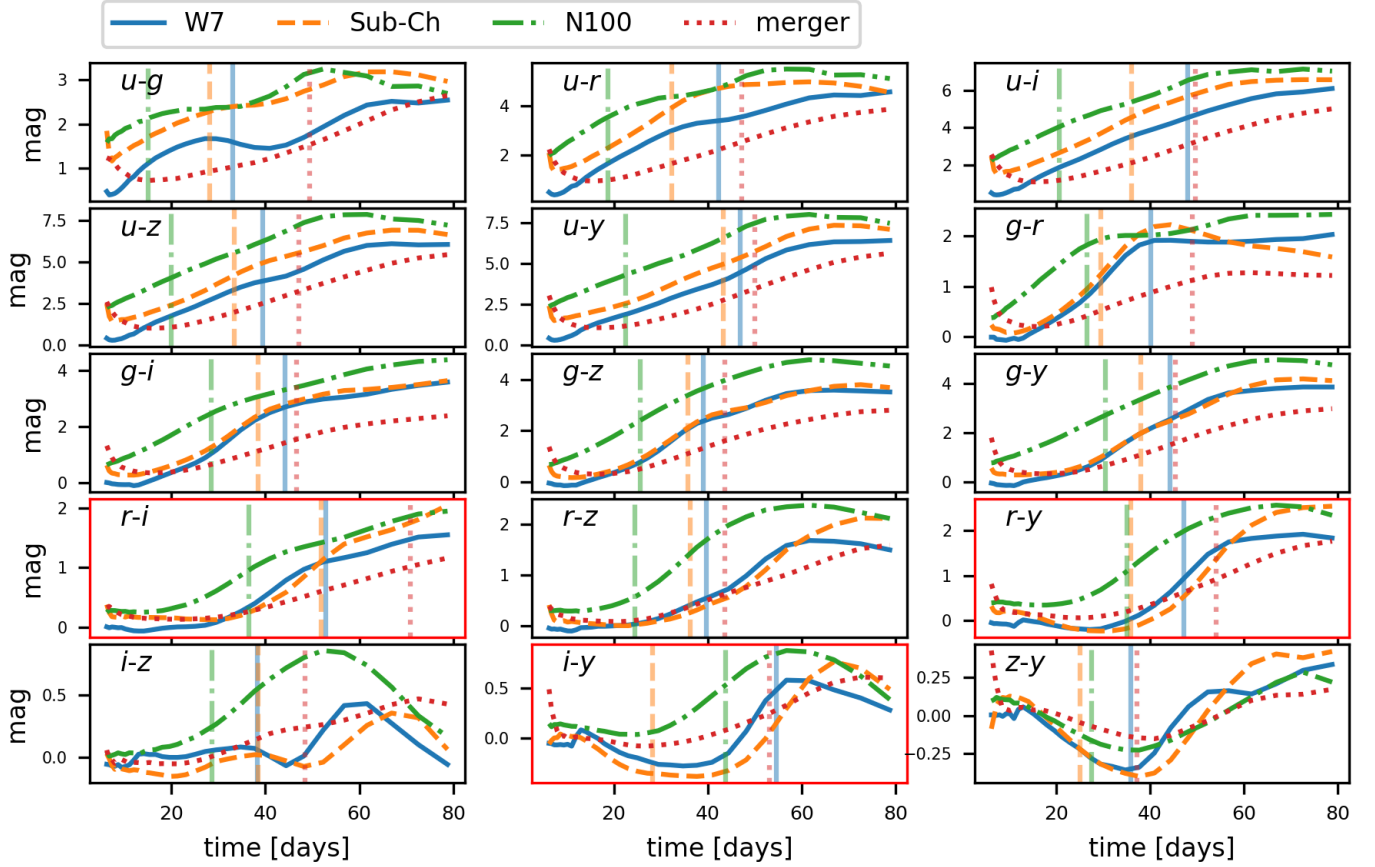 W7 Sub-Ch N100 merger
u-g u-r u-i
3 2 1
4 2
6 4 2
mag
u-z u-y g-r
7.5 5.0 2.5 0.0
7.5 5.0 2.5 0.0
2 1 0
mag
g-i g-z g-y
4 2 0
4 2 0
4 2 0
mag
r-i r-z r-y
2 1 0
2 1 0
2 1 0
mag
i-z i-y z-y
0.5 0.0
0.5 0.0
0.25 0.00 −0.25
mag
20 40 60 80 20 40 60 80 20 40 60 80
time [days] time [days] time [days]